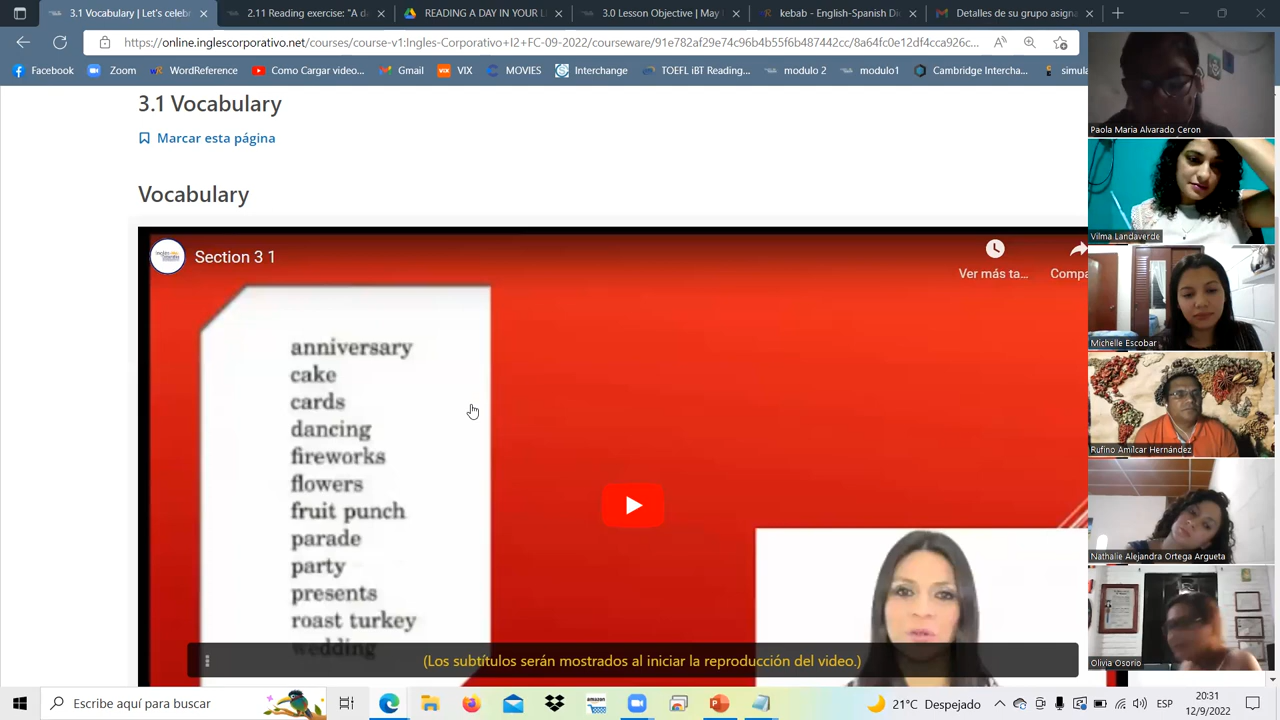 3.1 Vocabulary | Let's celeb
2.11 Reading exercise: "A d
READING A DAY IN YOUR LI
3.0 Lesson Objective | May I
kebab - English-Spanish Dic
Detalles de su grupo asigna
https://online.inglescorporativo.net/courses/course-v1:Ingles-Corporativo+I2+FC-09-2022/courseware/91e782af29e74c96b4b55f6b487442cc/8a64fc0e12df4cca926c...
Facebook
Zoom
WordReference
Como Cargar video...
Gmail
VIX
MOVIES
Interchange
TOEFL iBT Reading...
modulo 2
modulo1
Cambridge Intercha...
simula
3.1 Vocabulary
Marcar esta página
Vocabulary
Section 3 1
Ver más ta...
Compa
anniversary
cake
cards
dancing
fireworks
flowers
fruit punch
parade
party
presents
roast turkey
wedding
(Los subtítulos serán mostrados al iniciar la reproducción del video.)
Paola Maria Alvarado Ceron
Vilma Landaverde
Michelle Escobar
Rufino Amilcar Hernández
Nathalie Alejandra Ortega Argueta
Olivia Osorio
Escribe aquí para buscar
21°C Despejado
ESP
20:31
12/9/2022